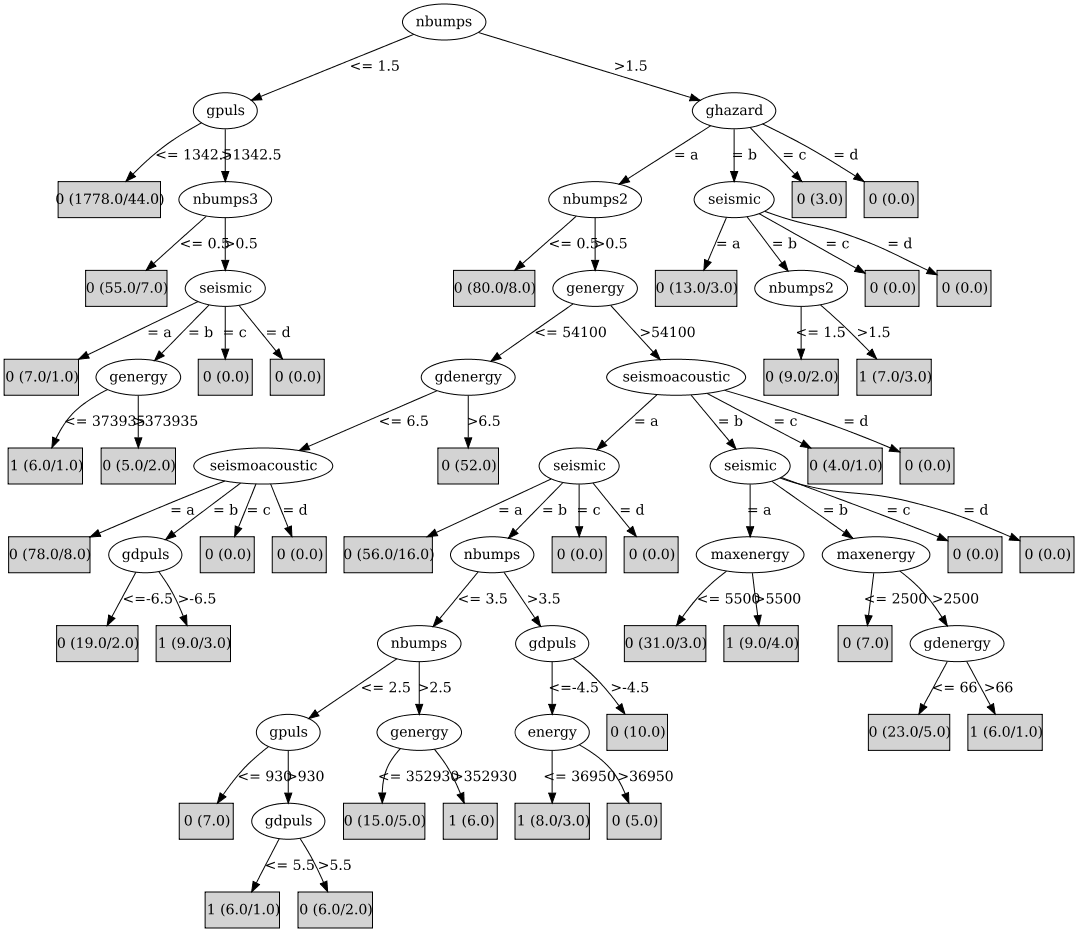 nbumps
<= 1.5 >1.5
gpuls ghazard
<= 1342.5 >1342.5 = a = b = c = d
0 (1778.0/44.0) nbumps3 nbumps2 seismic 0 (3.0) 0 (0.0)
<= 0.5 >0.5 <= 0.5 >0.5 = a = b = c = d
0 (55.0/7.0) seismic 0 (80.0/8.0) genergy 0 (13.0/3.0) nbumps2 0 (0.0) 0 (0.0)
= a = b = c = d <= 54100 >54100 <= 1.5 >1.5
0 (7.0/1.0) genergy 0 (0.0) 0 (0.0) gdenergy seismoacoustic 0 (9.0/2.0) 1 (7.0/3.0)
<= 373935 >373935 <= 6.5 >6.5 = a = b = c = d
1 (6.0/1.0) 0 (5.0/2.0) seismoacoustic 0 (52.0) seismic seismic 0 (4.0/1.0) 0 (0.0)
= a = b = c = d = a = b = c = d = a = b = c = d
0 (78.0/8.0) gdpuls 0 (0.0) 0 (0.0) 0 (56.0/16.0) nbumps 0 (0.0) 0 (0.0) maxenergy maxenergy 0 (0.0) 0 (0.0)
<=-6.5 >-6.5 <= 3.5 >3.5 <= 5500 >5500 <= 2500 >2500
0 (19.0/2.0) 1 (9.0/3.0) nbumps gdpuls 0 (31.0/3.0) 1 (9.0/4.0) 0 (7.0) gdenergy
<= 2.5 >2.5 <=-4.5 >-4.5 <= 66 >66
gpuls genergy energy 0 (10.0) 0 (23.0/5.0) 1 (6.0/1.0)
<= 930 >930 <= 352930 >352930 <= 36950 >36950
0 (7.0) gdpuls 0 (15.0/5.0) 1 (6.0) 1 (8.0/3.0) 0 (5.0)
<= 5.5 >5.5
1 (6.0/1.0) 0 (6.0/2.0)